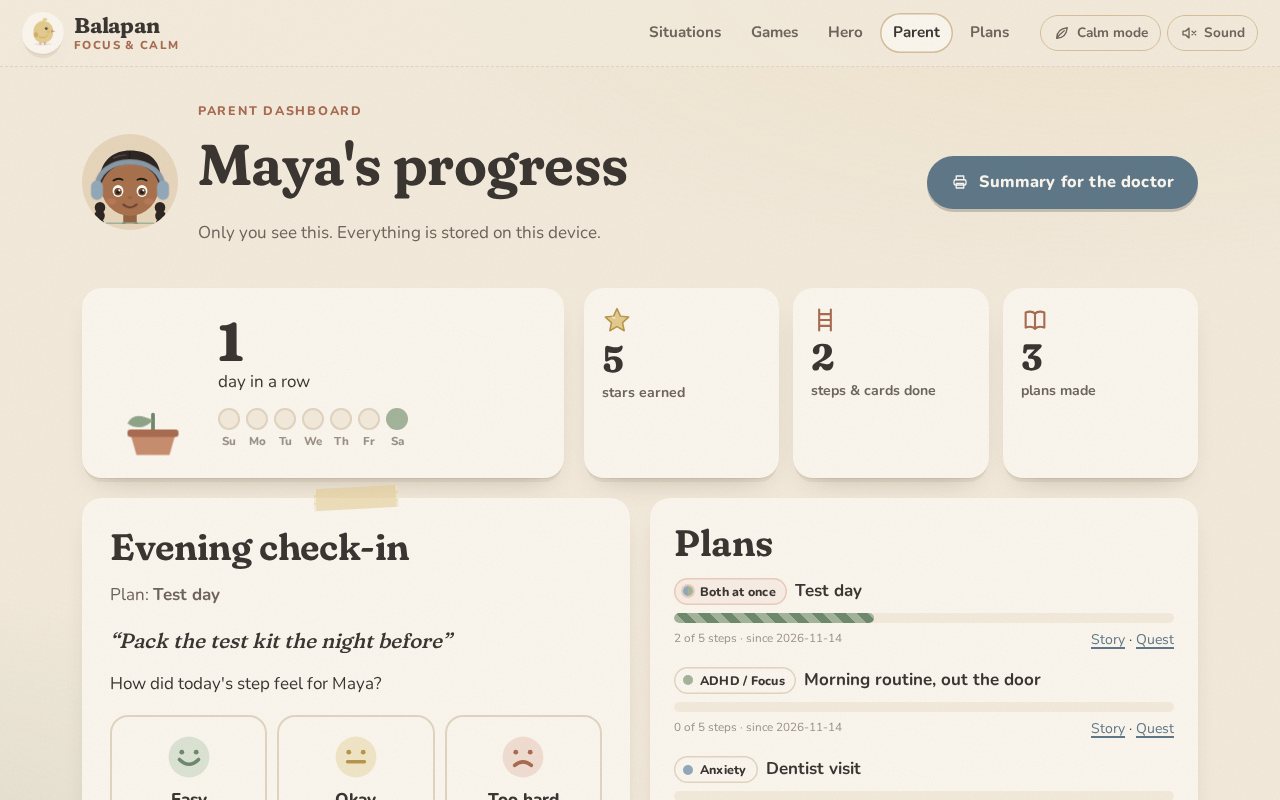 Balapan
FOCUS & CALM
Situations Games Hero Parent Plans Calm mode Sound
PARENT DASHBOARD
Maya's progress
Only you see this. Everything is stored on this device.
Summary for the doctor
1
day in a row
Su Mo Tu We Th Fr Sa
5
stars earned
2
steps & cards done
3
plans made
Evening check-in
Plan: Test day
“Pack the test kit the night before”
How did today's step feel for Maya?
Easy Okay Too hard
Plans
Both at once Test day
2 of 5 steps · since 2026-11-14 Story · Quest
ADHD / Focus Morning routine, out the door
0 of 5 steps · since 2026-11-14 Story · Quest
Anxiety Dentist visit